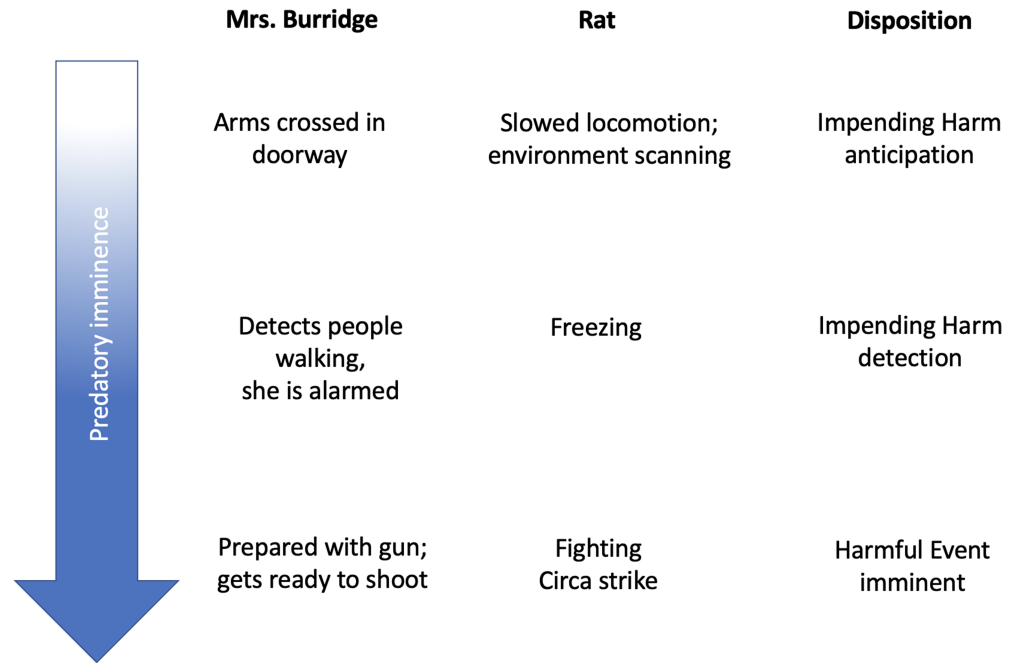 Mrs. Burridge
Rat
Disposition
Predatory imminence
Arms crossed in
doorway
Slowed locomotion;
environment scanning
Impending Harm
anticipation
Detects people
walking,
she is alarmed
Freezing
Impending Harm
detection
Prepared with gun;
gets ready to shoot
Fighting
Circa strike
Harmful Event
imminent